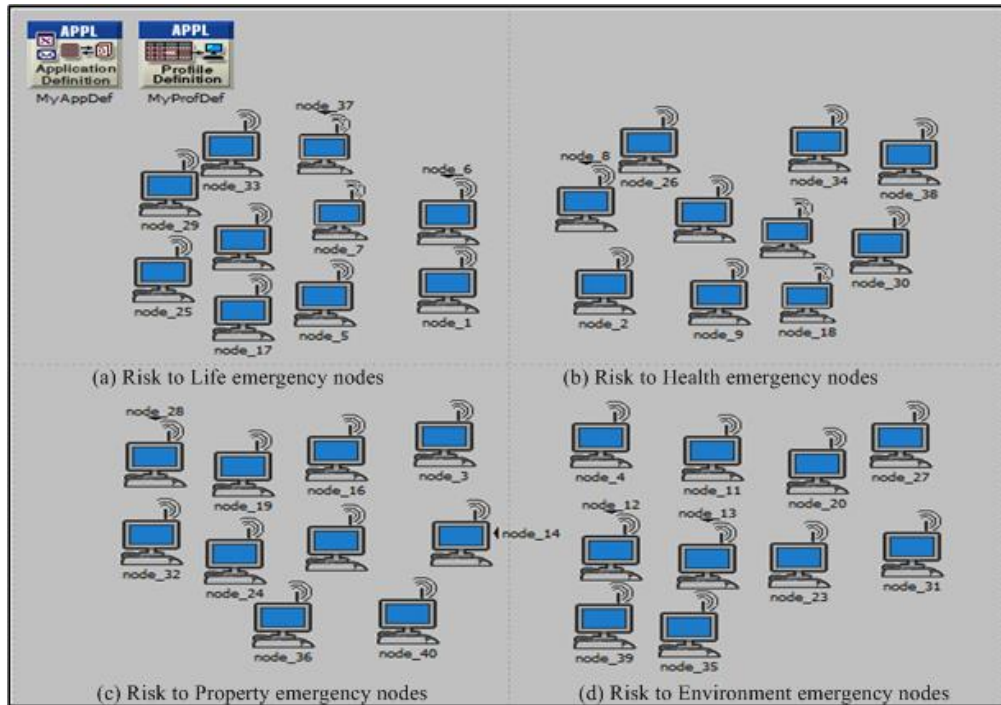 APPL
Application
Definition
MyAppDef
APPL
Profile
Definition
MyProfDef
node_37
node_33
node_6
node_29
node_7
node_25
node_17
node_5
node_1
(a) Risk to Life emergency nodes
node_8
node_26
node_34
node_38
node_30
node_2
node_9
node_18
(b) Risk to Health emergency nodes
node_28
node_3
node_19
node_16
node_14
node_32
node_24
node_36
node_40
(c) Risk to Property emergency nodes
node_4
node_11
node_20
node_27
node_12
node_13
node_23
node_31
node_39
node_35
(d) Risk to Environment emergency nodes